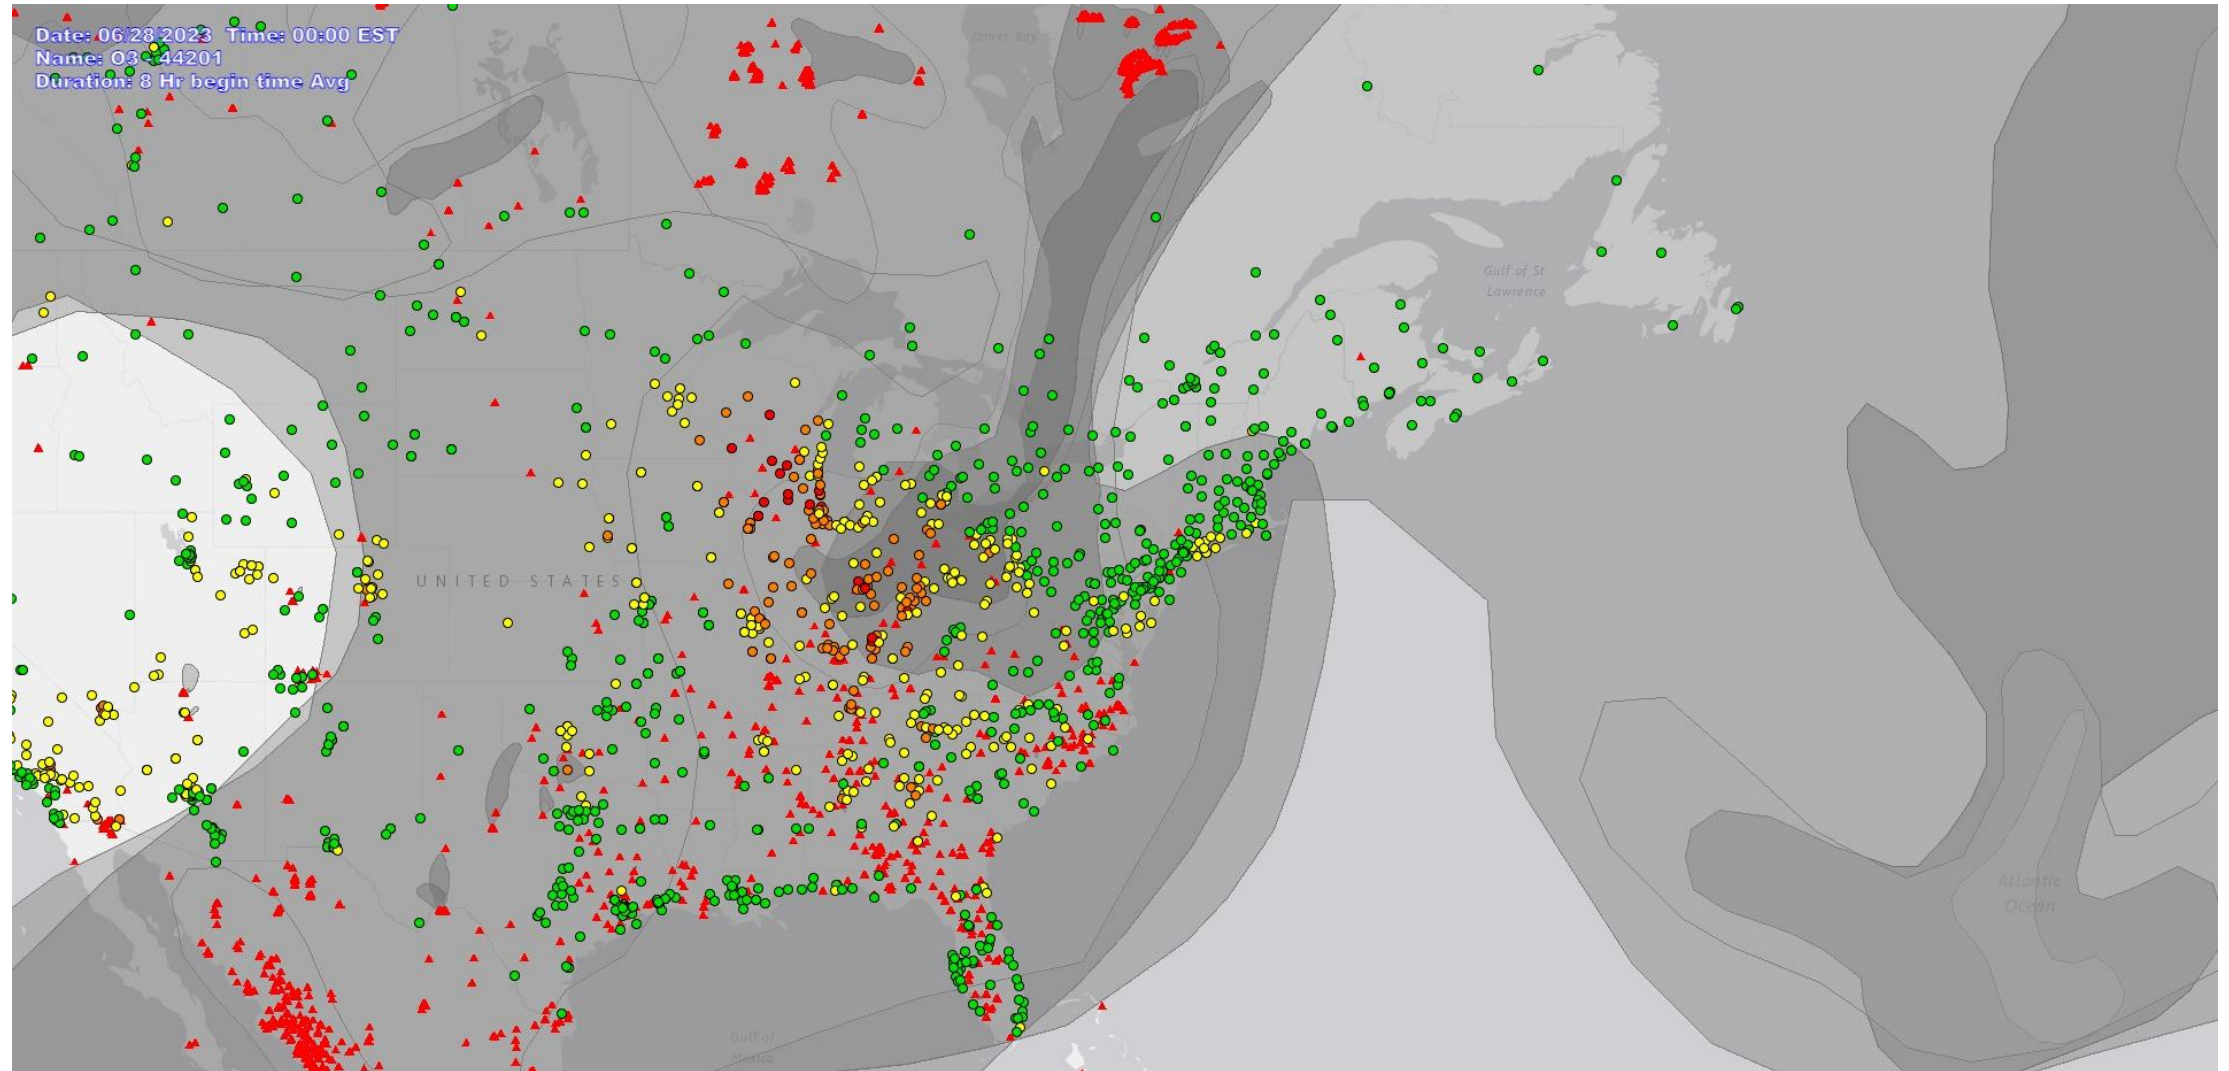 Date: 06/28/2023 Time: 00:00 EST
Name: O3 - 44201
Duration: 8 Hr begin time Avg
James Bay
Gulf of St.
Lawrence
UNITED STATES
Atlantic
Ocean
Gulf of
Mexico